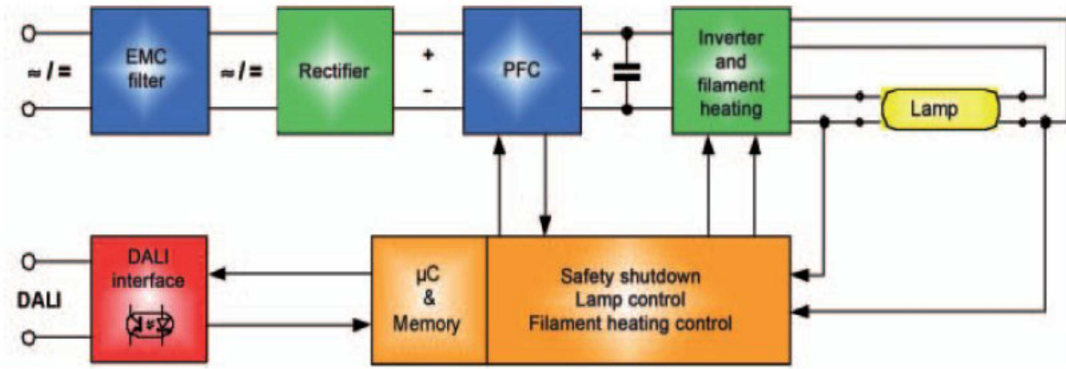 ≈/=
EMC
filter
≈/=
Rectifier
+
-
PFC
+
-
Inverter
and
filament
heating
Lamp
DALI
DALI
interface
µC
&
Memory
Safety shutdown
Lamp control
Filament heating control